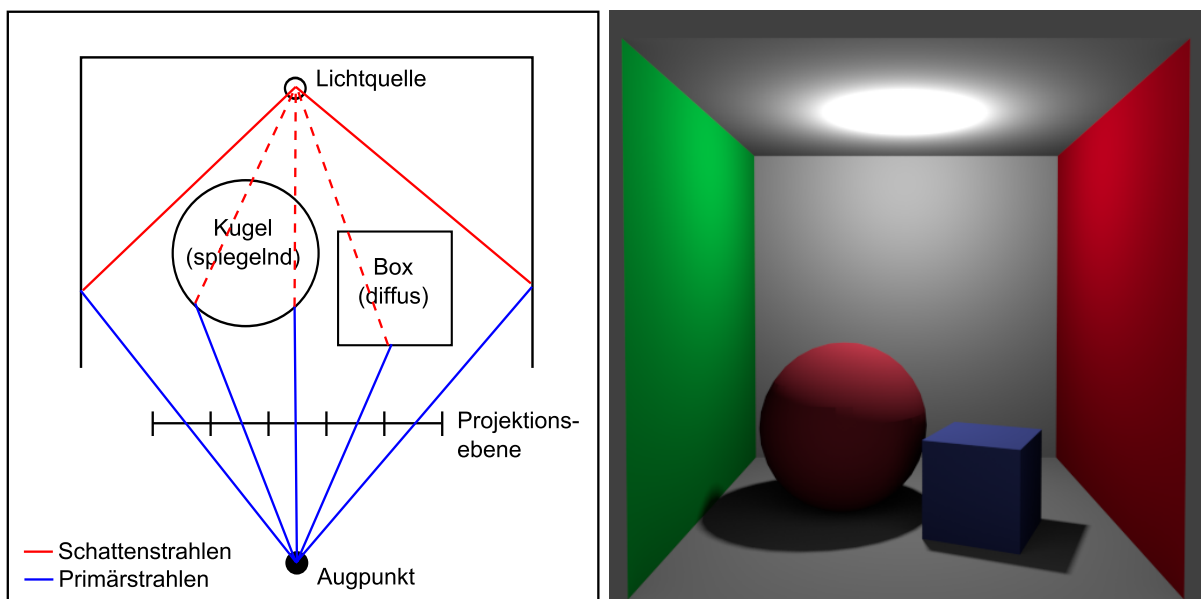 Lichtquelle
Kugel
(spiegelnd)
Box
(diffus)
Projektions-
ebene
Schattenstrahlen
Primärstrahlen
Augpunkt